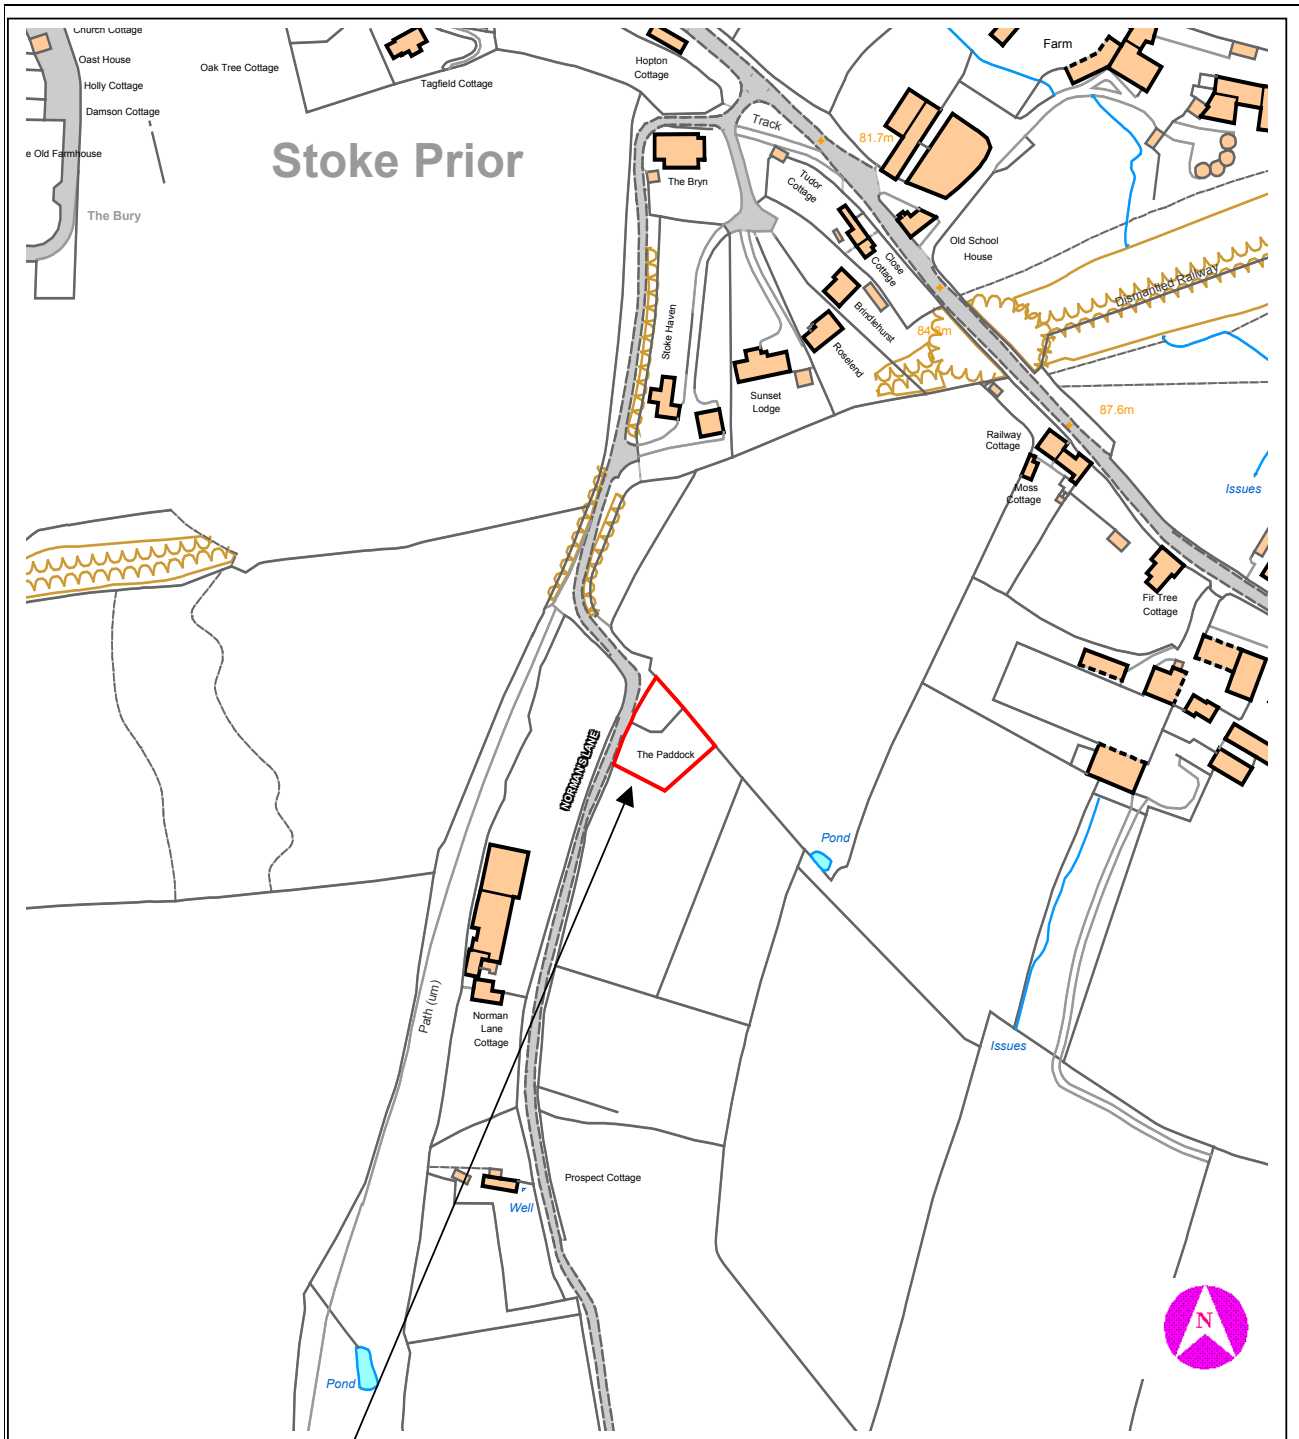 Church Cottage
Oast House
Holly Cottage
Damson Cottage
e Old Farmhouse
The Bury
Oak Tree Cottage
Tagfield Cottage
Stoke Prior
Hopton
Cottage
Farm
Track
81.7m
The Bryn
Tudor
Cottage
Close
Cottage
Old School
House
Dismantled Railway
Brindlehurst
84.8m
Roselend
Stoke Haven
Sunset
Lodge
87.6m
Railway
Cottage
Moss
Cottage
Issues
Fir Tree
Cottage
The Paddock
NORMAN'S LANE
Pond
Path (um)
Norman
Lane
Cottage
Issues
Prospect Cottage
Well
N
Pond